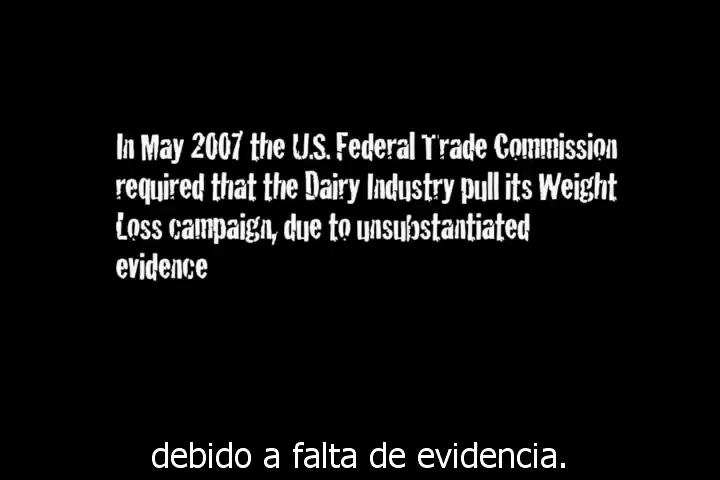 In May 2007 the U.S. Federal Trade Commission
required that the Dairy Industry pull its Weight
Loss campaign, due to unsubstantiated
evidence
debido a falta de evidencia.